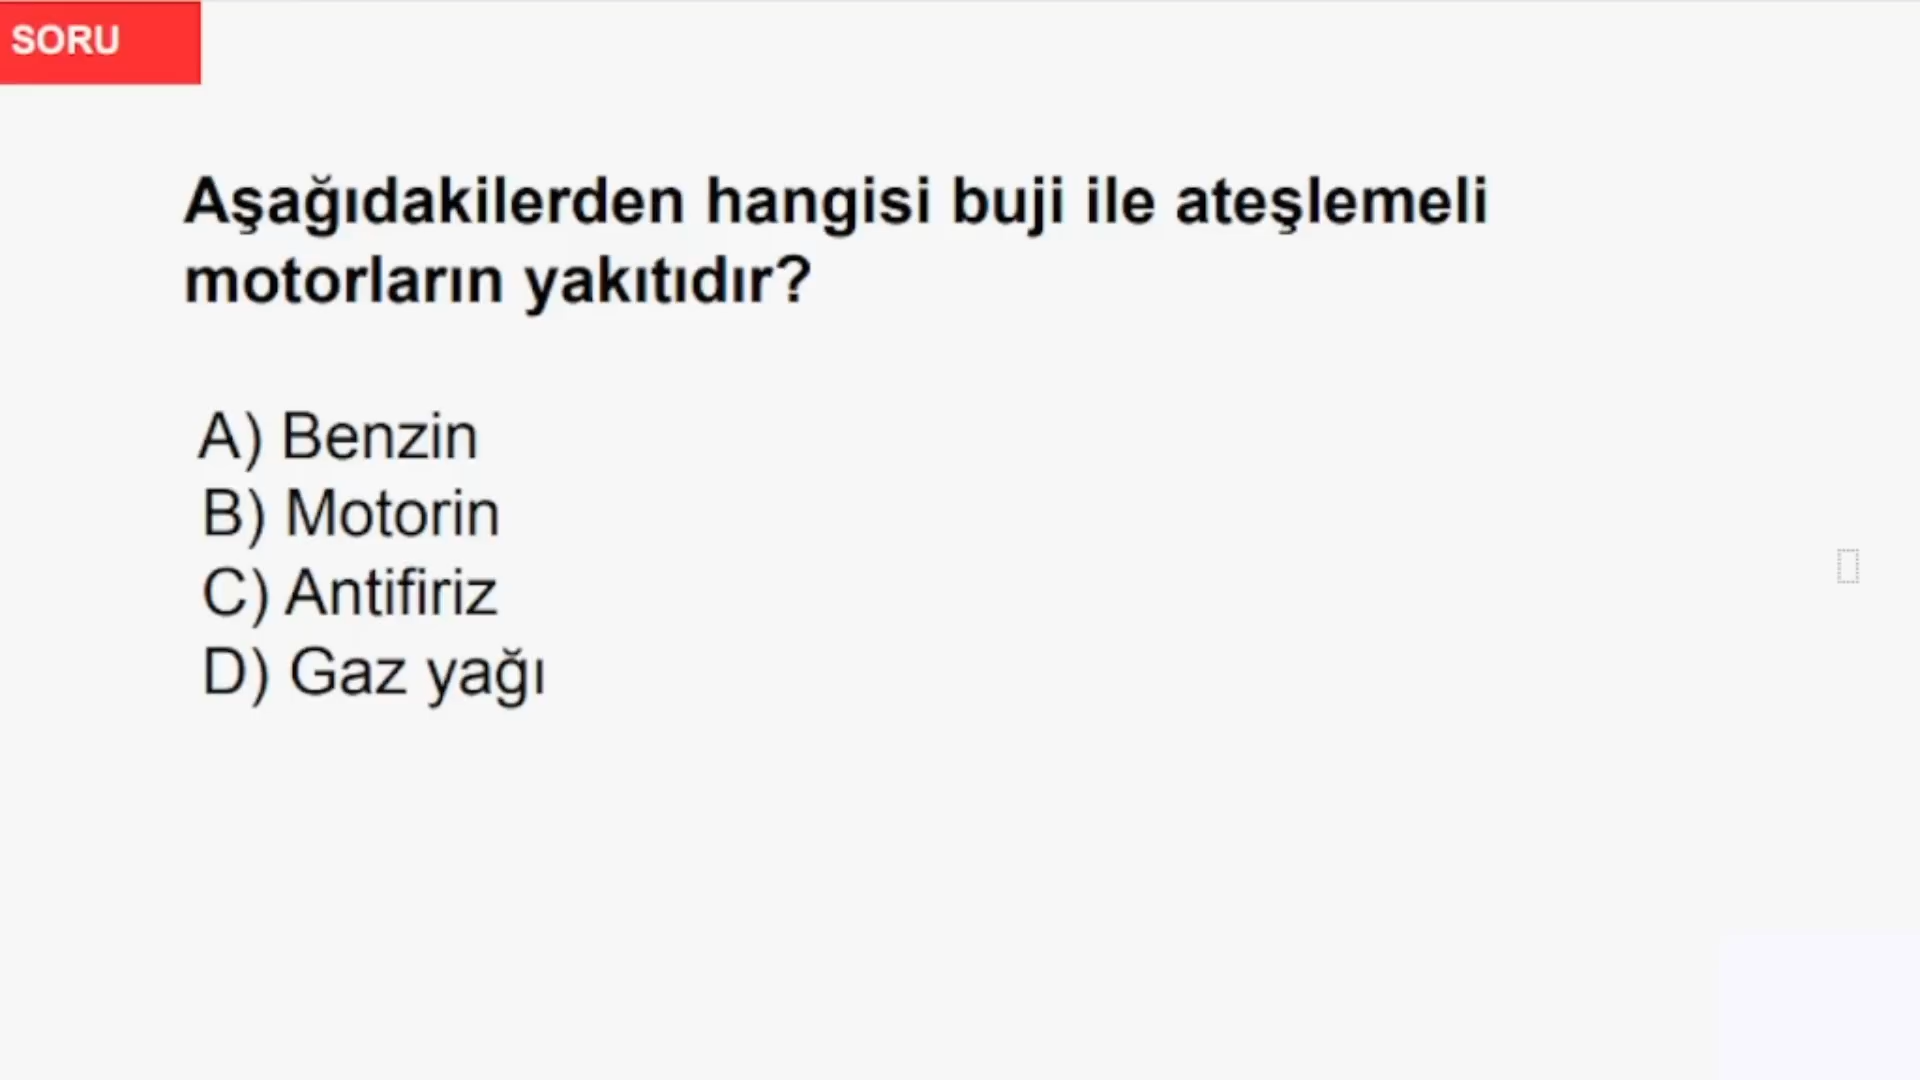 SORU
Aşağıdakilerden hangisi buji ile ateşlemeli
motorların yakıtıdır?
A) Benzin
B) Motorin
C) Antifiriz
D) Gaz yağı